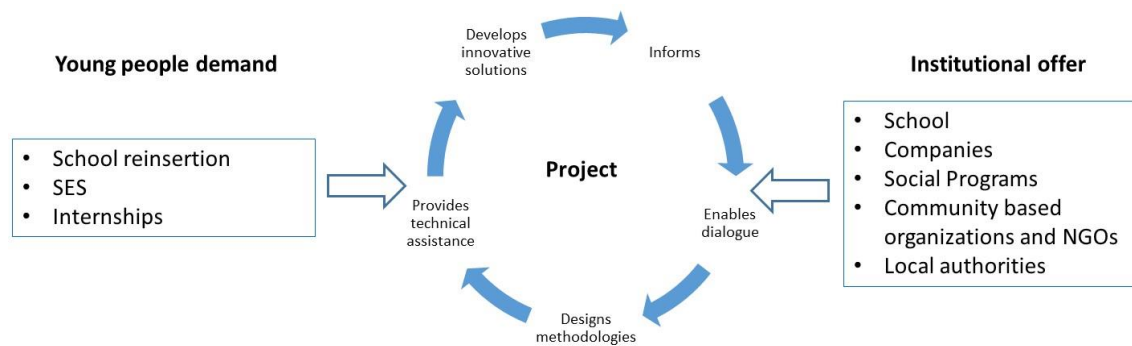 Young people demand
• School reinsertion
• SES
• Internships
Develops
innovative
solutions
Informs
Project
Provides
technical
assistance
Enables
dialogue
Designs
methodologies
Institutional offer
• School
• Companies
• Social Programs
• Community based
organizations and NGOs
• Local authorities